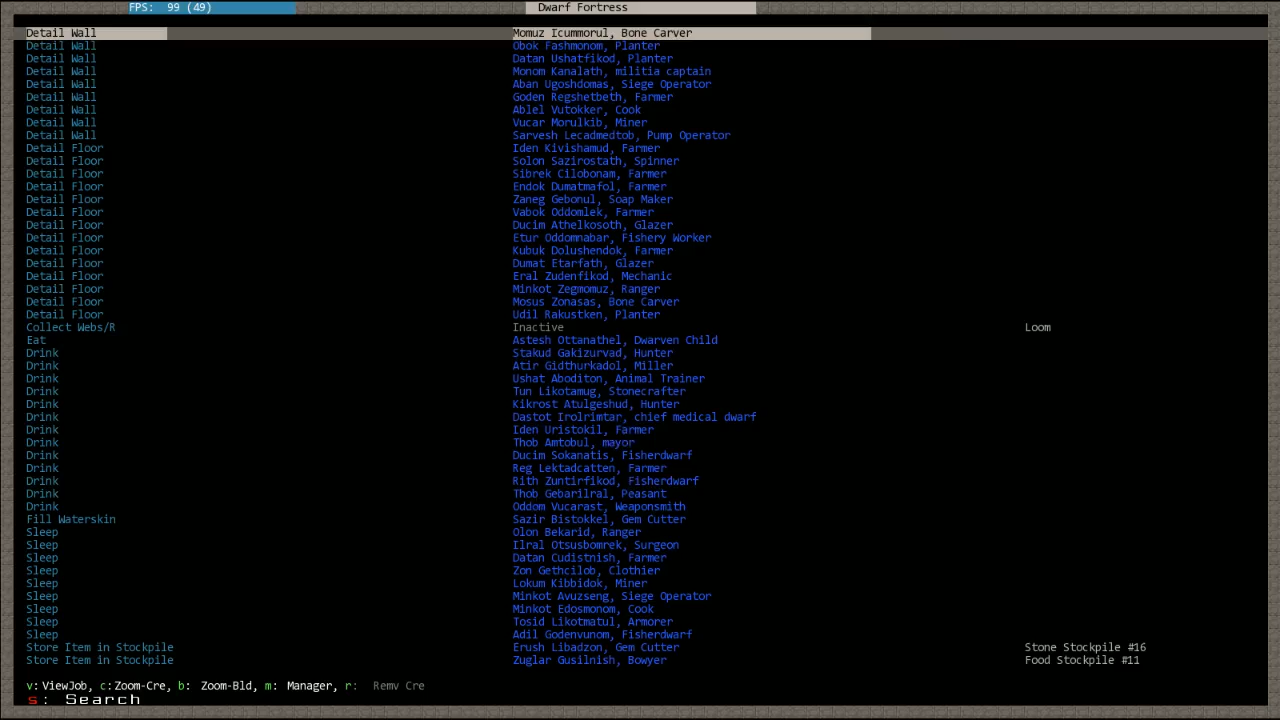 FPS: 99 (49) Dwarf Fortress
Detail Wall Momuz Icummorul, Bone Carver
Detail Wall Obok Fashmonom, Planter
Detail Wall Datan Ushatfikod, Planter
Detail Wall Monom Kanalath, militia captain
Detail Wall Aban Ugoshdomas, Siege Operator
Detail Wall Goden Regshetbeth, Farmer
Detail Wall Ablel Vutokker, Cook
Detail Wall Vucar Morulkib, Miner
Detail Wall Sarvesh Lecadmedtob, Pump Operator
Detail Floor Iden Kivishamud, Farmer
Detail Floor Solon Sazirostath, Spinner
Detail Floor Sibrek Cilobonam, Farmer
Detail Floor Endok Dumatmafol, Farmer
Detail Floor Zaneg Gebonul, Soap Maker
Detail Floor Vabok Oddomlek, Farmer
Detail Floor Ducim Athelkosoth, Glazer
Detail Floor Etur Oddomnabar, Fishery Worker
Detail Floor Kubuk Dolushendok, Farmer
Detail Floor Dumat Etarfath, Glazer
Detail Floor Eral Zudenfikod, Mechanic
Detail Floor Minkot Zegmomuz, Ranger
Detail Floor Mosus Zonasas, Bone Carver
Detail Floor Udil Rakustken, Planter
Collect Webs/R Inactive Loom
Eat Astesh Ottanathel, Dwarven Child
Drink Stakud Gakizurvad, Hunter
Drink Atir Gidthurkadol, Miller
Drink Ushat Aboditon, Animal Trainer
Drink Tun Likotamug, Stonecrafter
Drink Kikrost Atulgeshud, Hunter
Drink Dastot Irolrimtar, chief medical dwarf
Drink Iden Uristokil, Farmer
Drink Thob Amtobul, mayor
Drink Ducim Sokanatis, Fisherdwarf
Drink Reg Lektadcatten, Farmer
Drink Rith Zuntirfikod, Fisherdwarf
Drink Thob Gebarilral, Peasant
Drink Oddom Vucarast, Weaponsmith
Fill Waterskin Sazir Bistokkel, Gem Cutter
Sleep Olon Bekarid, Ranger
Sleep Ilral Otsusbomrek, Surgeon
Sleep Datan Cudistnish, Farmer
Sleep Zon Gethcilob, Clothier
Sleep Lokum Kibbidok, Miner
Sleep Minkot Avuzseng, Siege Operator
Sleep Minkot Edosmonom, Cook
Sleep Tosid Likotmatul, Armorer
Sleep Adil Godenvunom, Fisherdwarf
Store Item in Stockpile Erush Libadzon, Gem Cutter Stone Stockpile #16
Store Item in Stockpile Zuglar Gusilnish, Bowyer Food Stockpile #11
v:ViewJob, c:Zoom-Cre, b: Zoom-Bld, m: Manager, r: Remv Cre
s: Search